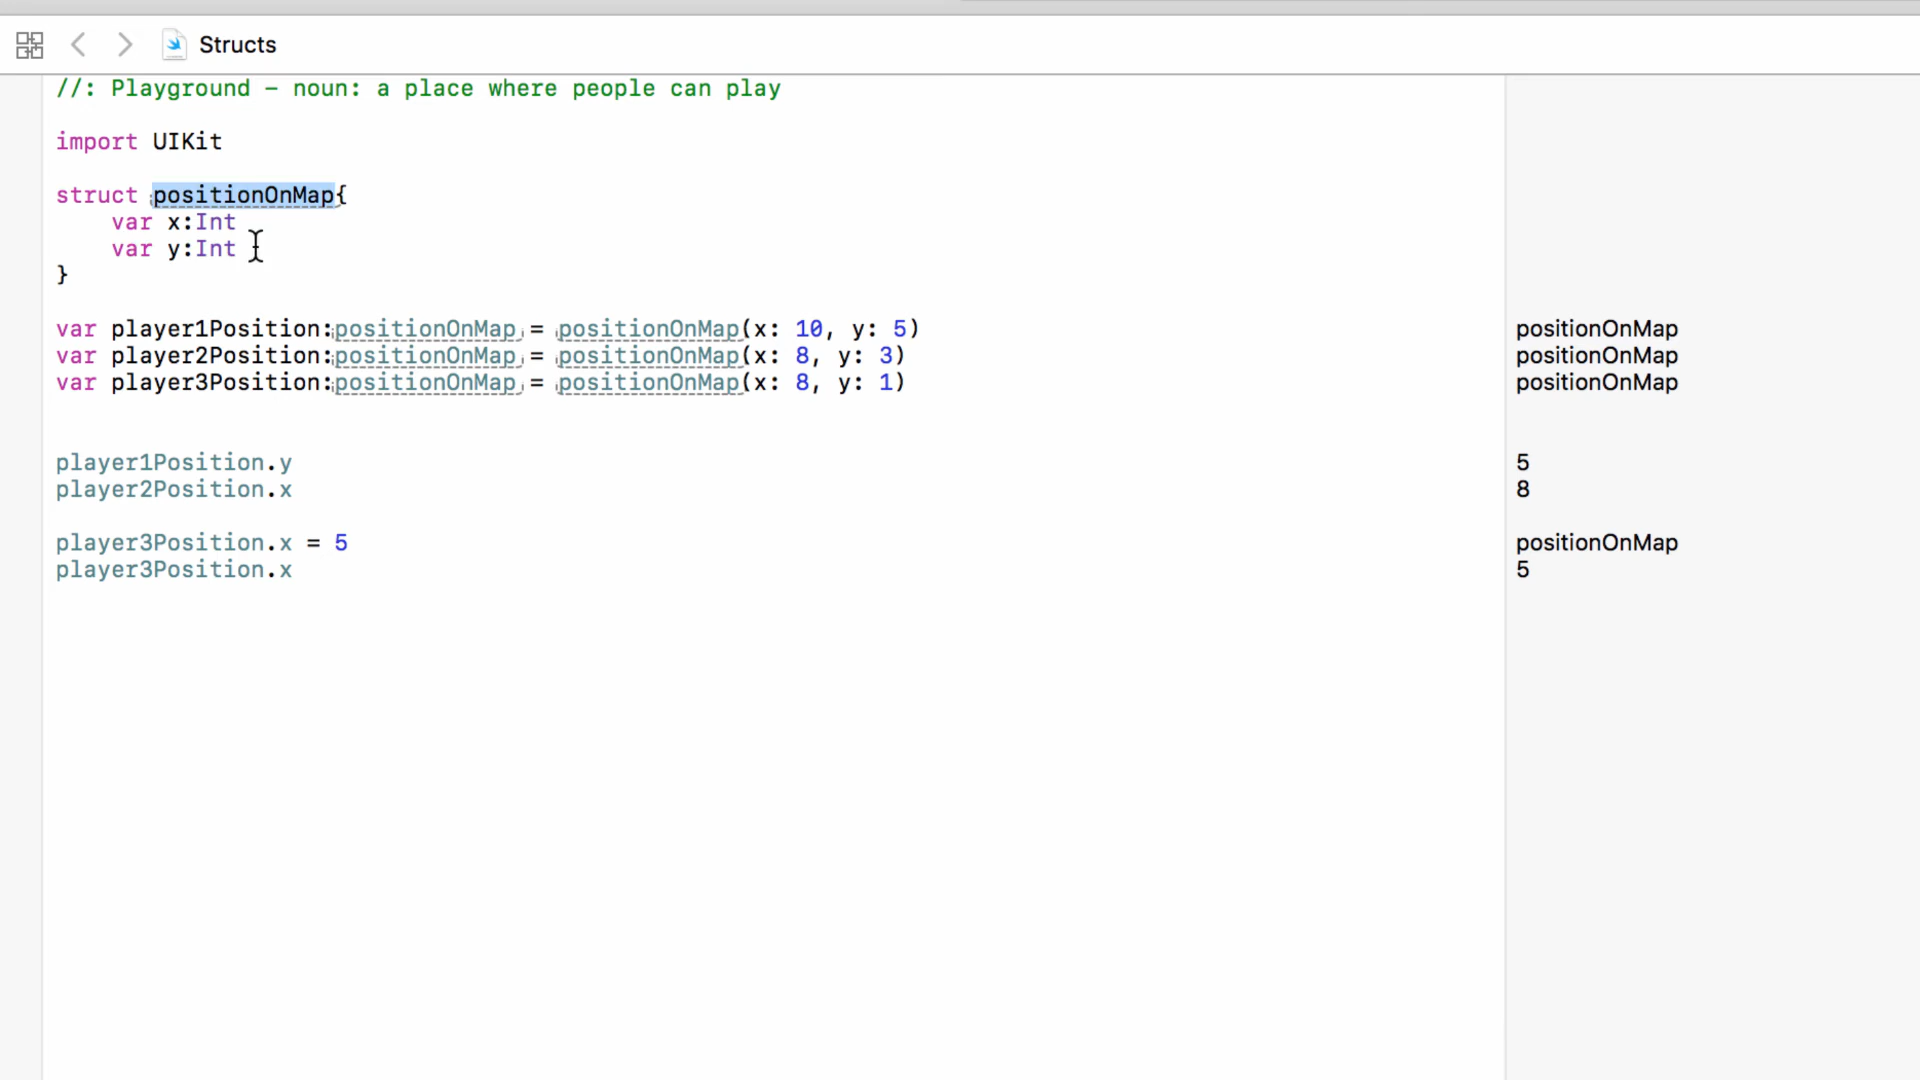 Structs
//: Playground – noun: a place where people can play
import UIKit
struct positionOnMap{
var x:Int
var y:Int
}
var player1Position:positionOnMap = positionOnMap(x: 10, y: 5) positionOnMap
var player2Position:positionOnMap = positionOnMap(x: 8, y: 3) positionOnMap
var player3Position:positionOnMap = positionOnMap(x: 8, y: 1) positionOnMap
player1Position.y 5
player2Position.x 8
player3Position.x = 5 positionOnMap
player3Position.x 5